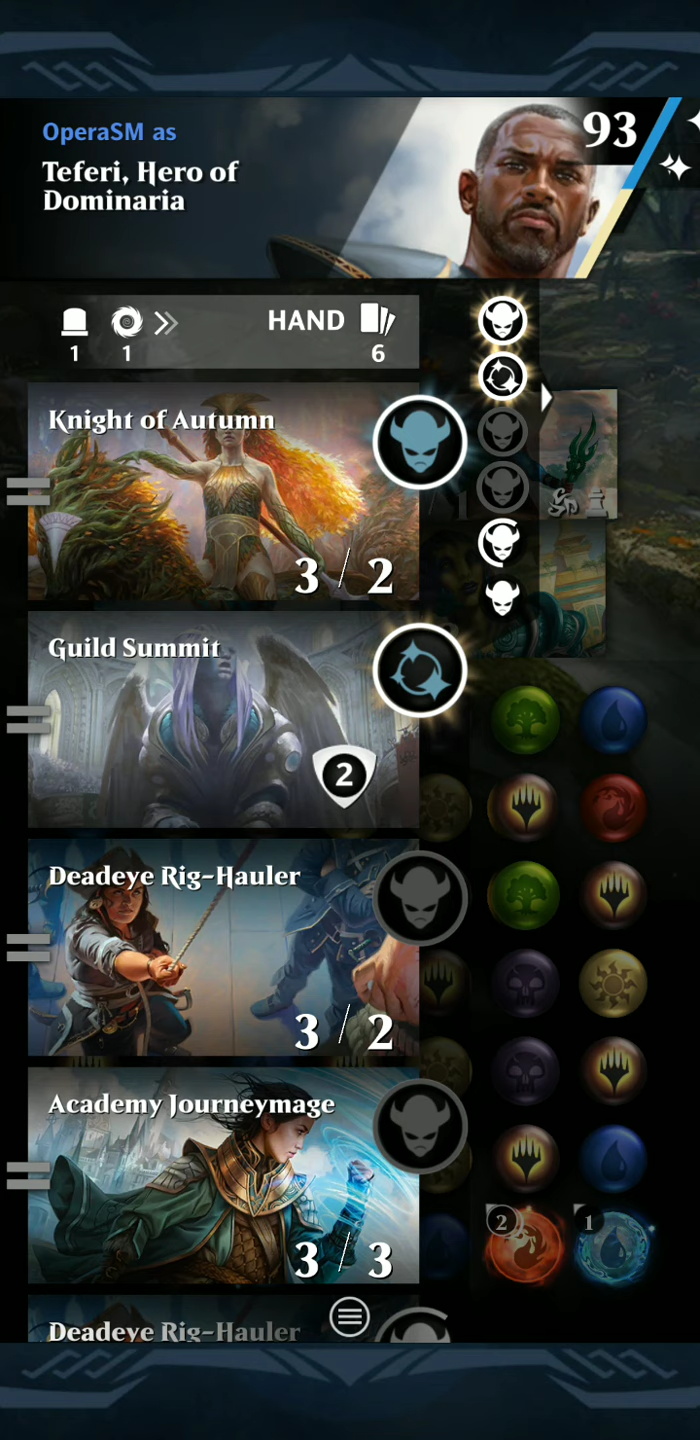 OperaSM as
93
Teferi, Hero of
Dominaria
HAND
1
1
6
Knight of Autumn
3 / 2
Guild Summit
2
Deadeye Rig-Hauler
3 / 2
Academy Journeymage
3 / 3
2
1
Deadeye Rig-Hauler